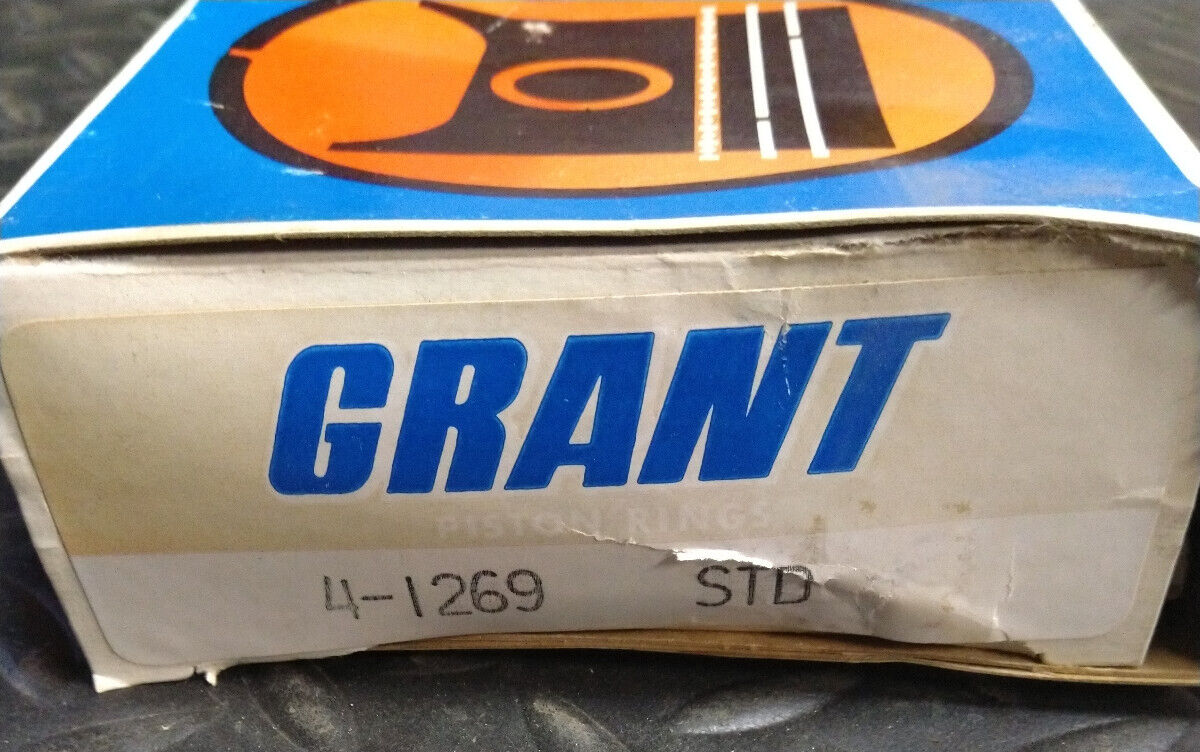 GRANT
PISTON RINGS
4-1269 STD